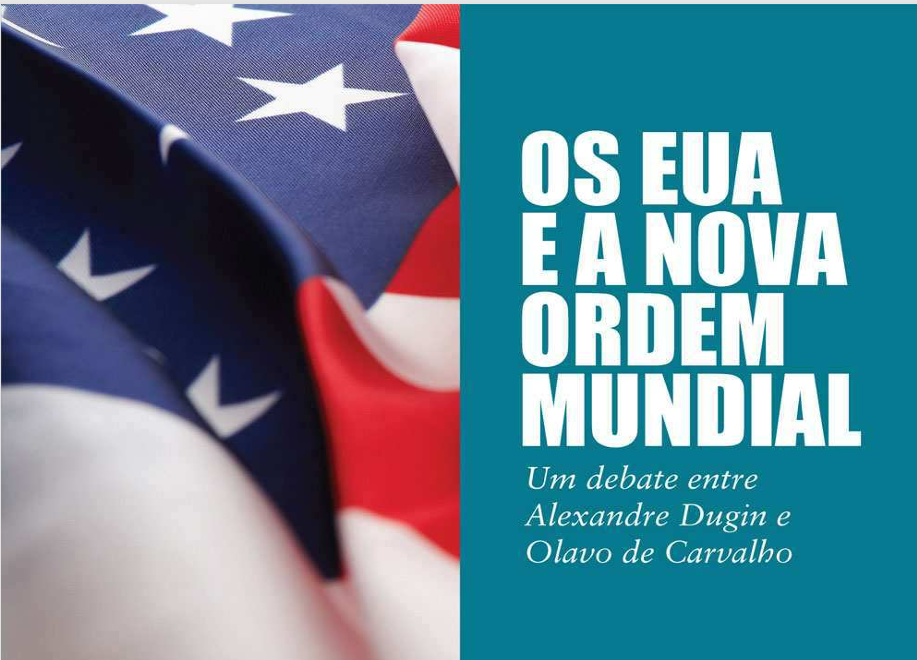 OS EUA
E A NOVA
ORDEM
MUNDIAL
Um debate entre
Alexandre Dugin e
Olavo de Carvalho